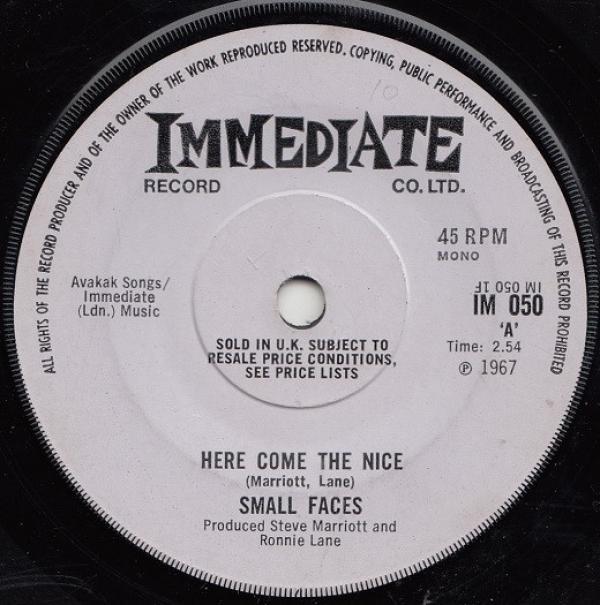 ALL RIGHTS OF THE RECORD PRODUCER AND OF THE OWNER OF THE WORK REPRODUCED RESERVED. COPYING, PUBLIC PERFORMANCE AND BROADCASTING OF THIS RECORD PROHIBITED
10
IMMEDIATE
RECORD CO. LTD.
45 RPM
MONO
Avakak Songs/
Immediate
(Ldn.) Music
IM 050 1F
IM 050
'A'
Time: 2.54
℗ 1967
SOLD IN U.K. SUBJECT TO
RESALE PRICE CONDITIONS,
SEE PRICE LISTS
HERE COME THE NICE
(Marriott, Lane)
SMALL FACES
Produced Steve Marriott and
Ronnie Lane